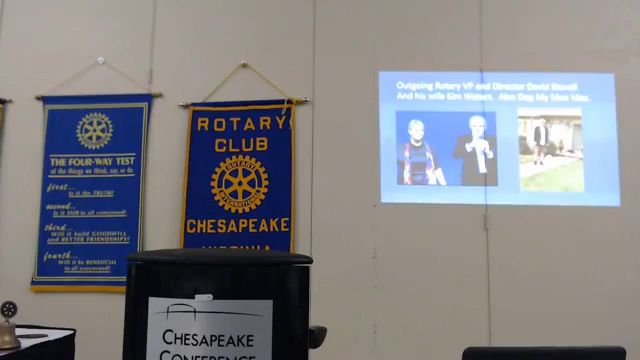 THE FOUR-WAY TEST
of the things we think, say, or do
first...
Is it the TRUTH?
second...
Is it FAIR to all concerned?
third...
Will it build GOODWILL
and BETTER FRIENDSHIPS?
fourth...
Will it be BENEFICIAL
to all concerned?
ROTARY
CLUB
ROTARY
INTERNATIONAL
CHESAPEAKE
VIRGINIA
Outgoing Rotary VP and Director David
And his wife Kim Waters. Also Dog My Man
CHESAPEAKE
CONFERENCE